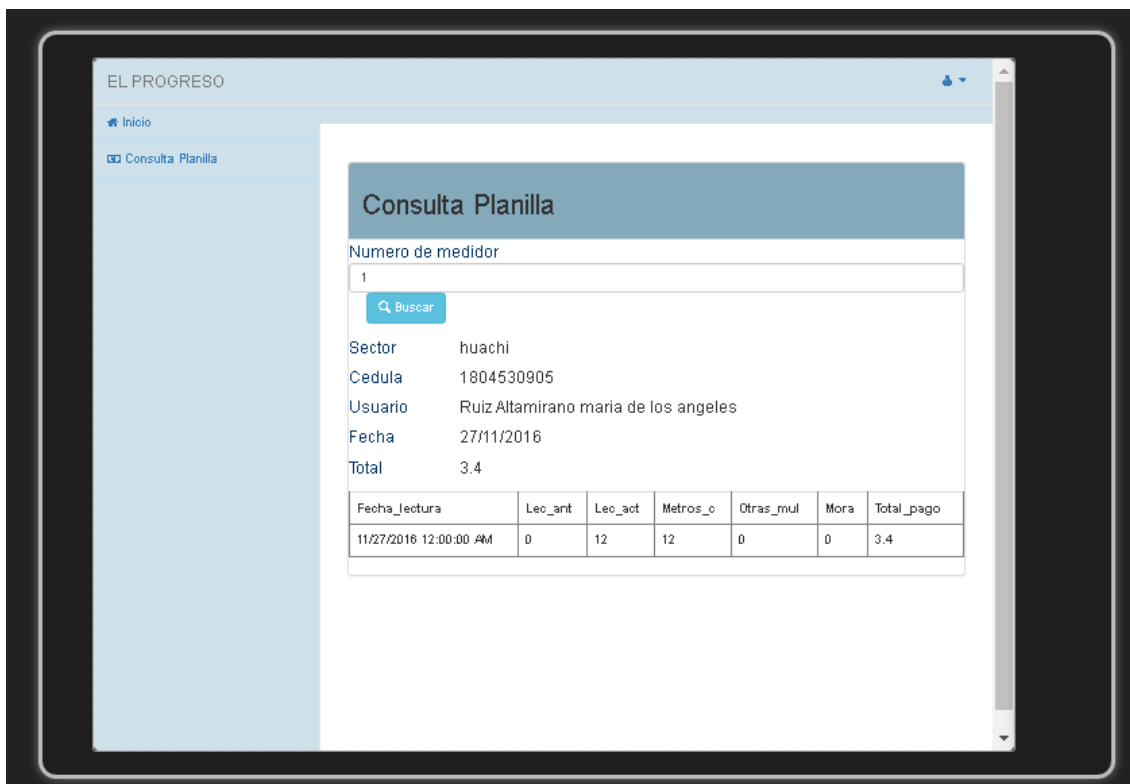 EL PROGRESO
Inicio
Consulta Planilla
Consulta Planilla
Numero de medidor
1
Buscar
Sector huachi
Cedula 1804530905
Usuario Ruiz Altamirano maria de los angeles
Fecha 27/11/2016
Total 3.4
Fecha_lectura Lec_ant Lec_act Metros_c Otras_mul Mora Total_pago
11/27/2016 12:00:00 AM 0 12 12 0 0 3.4